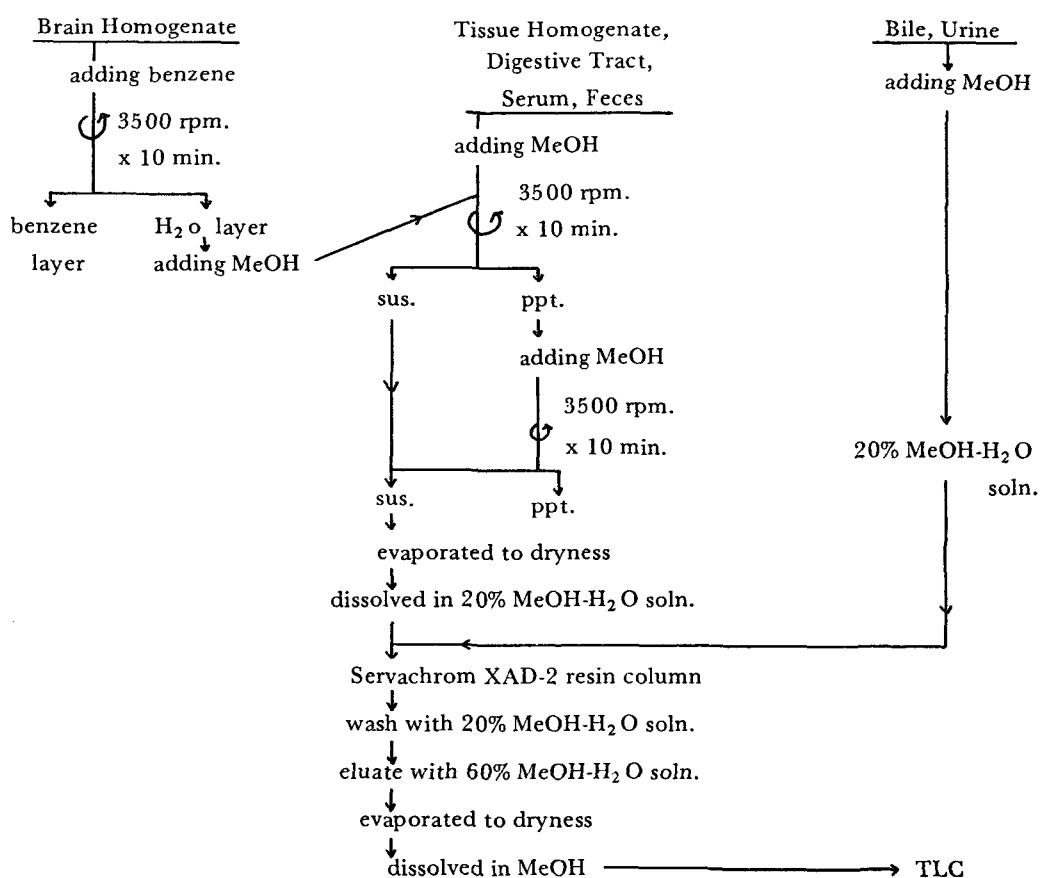 Brain Homogenate
adding benzene
3500 rpm.
x 10 min.
benzene
layer
H2o layer
adding MeOH
Tissue Homogenate,
Digestive Tract,
Serum, Feces
adding MeOH
3500 rpm.
x 10 min.
sus.
ppt.
adding MeOH
3500 rpm.
x 10 min.
sus.
ppt.
evaporated to dryness
dissolved in 20% MeOH-H2O soln.
Bile, Urine
adding MeOH
20% MeOH-H2O
soln.
Servachrom XAD-2 resin column
wash with 20% MeOH-H2O soln.
eluate with 60% MeOH-H2O soln.
evaporated to dryness
dissolved in MeOH
TLC